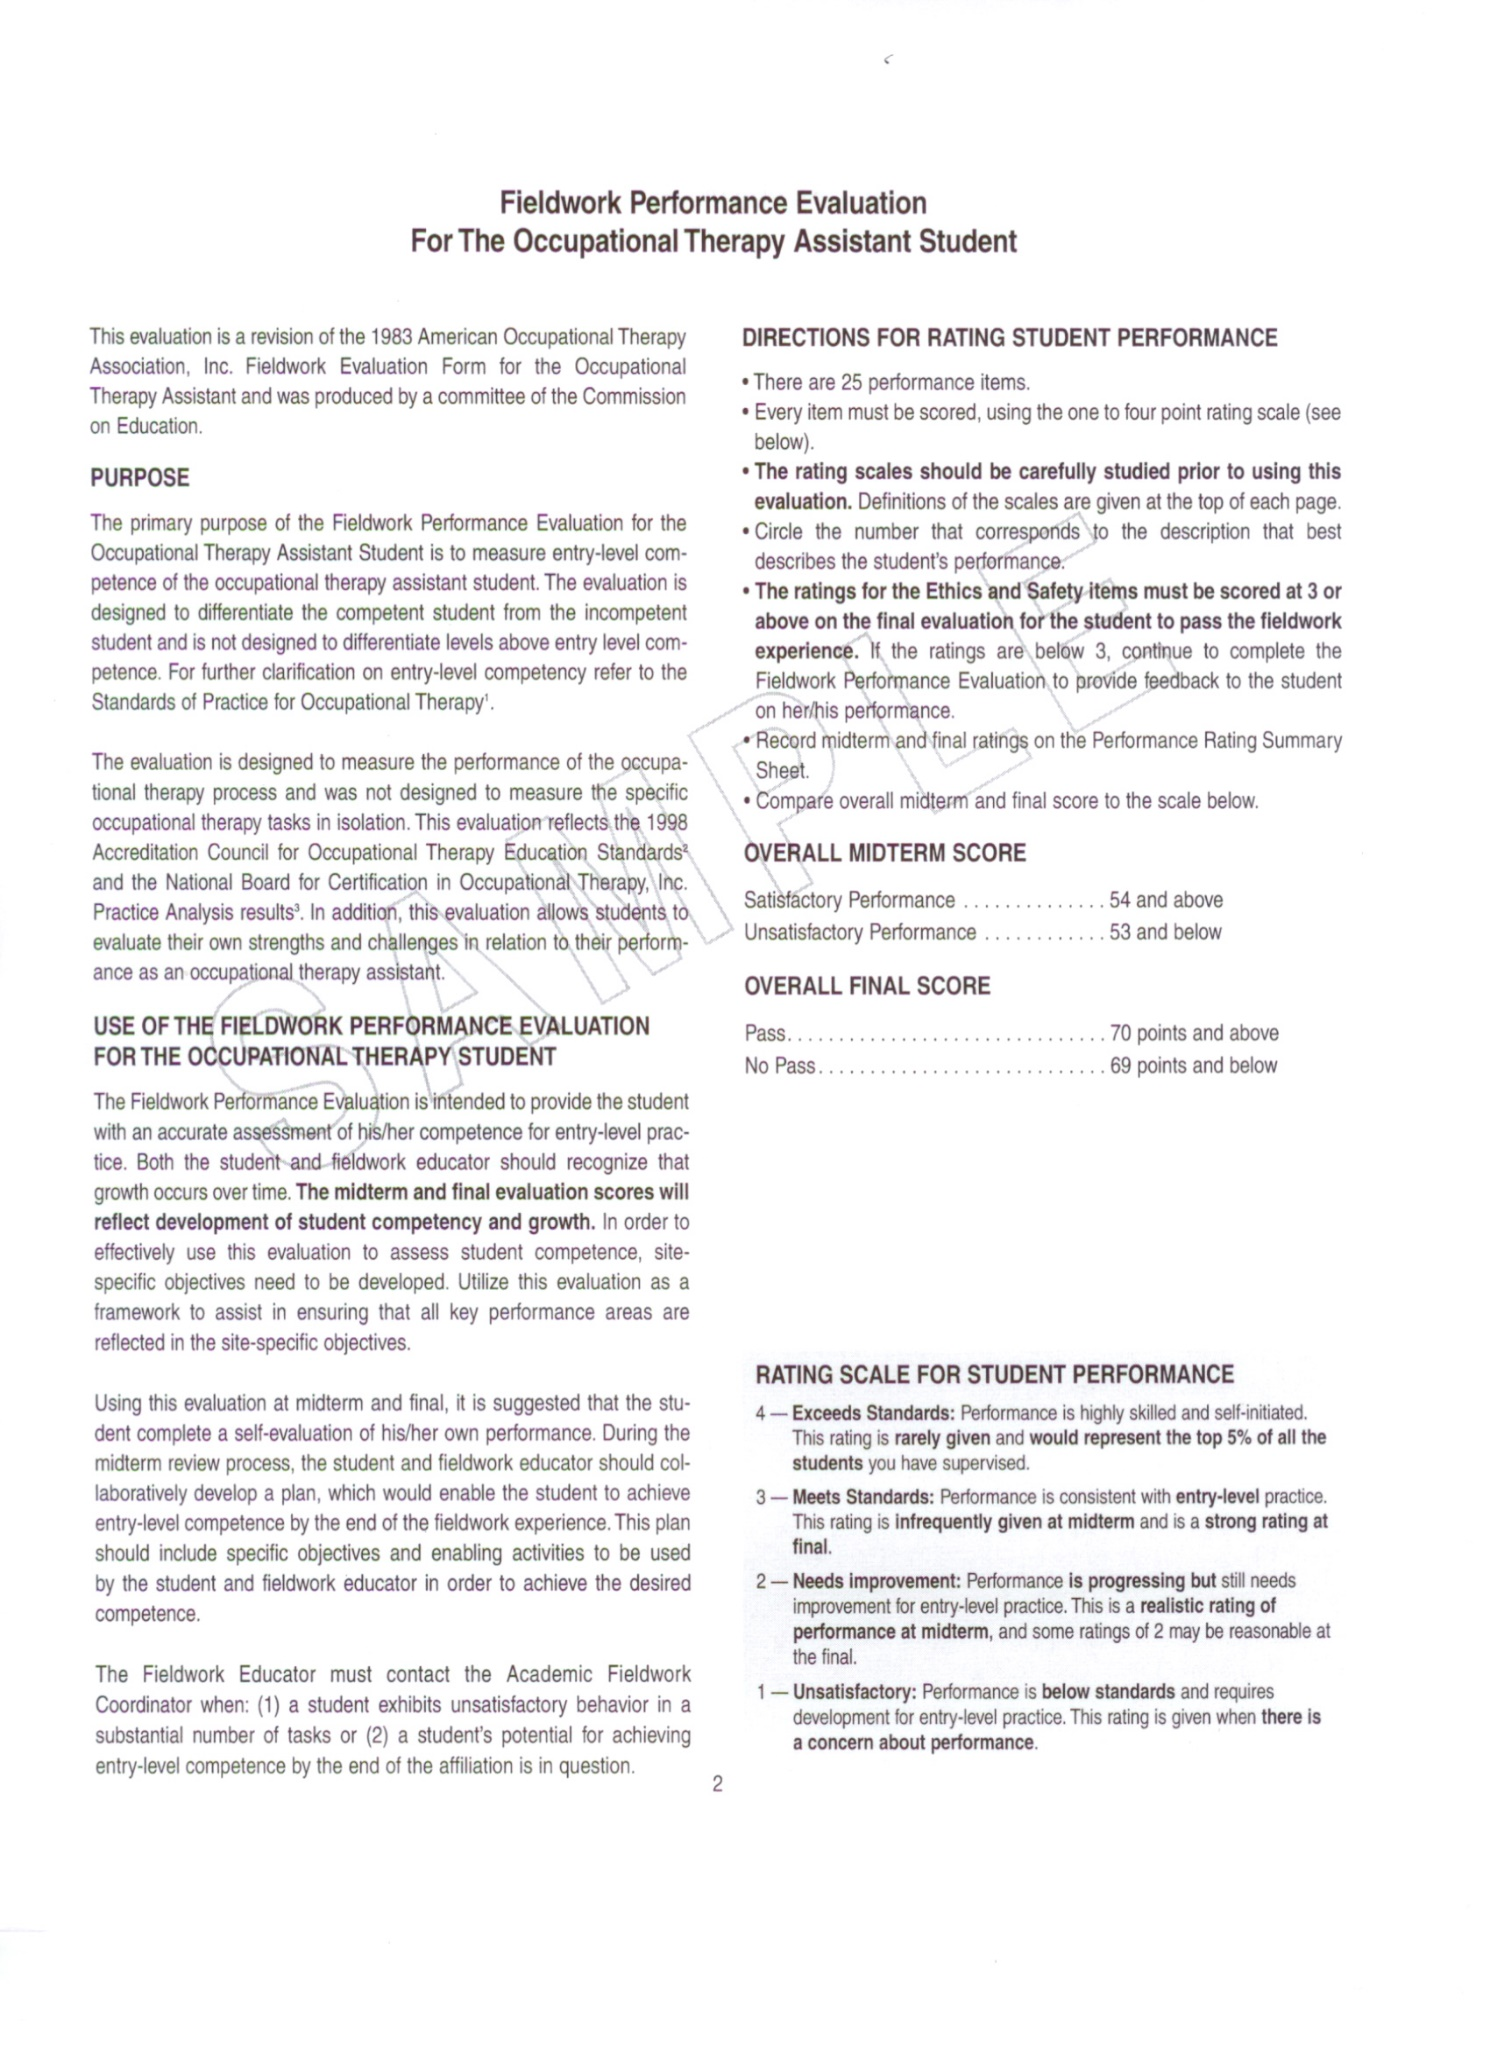 Fieldwork Performance Evaluation
For The Occupational Therapy Assistant Student
This evaluation is a revision of the 1983 American Occupational Therapy
Association, Inc. Fieldwork Evaluation Form for the Occupational
Therapy Assistant and was produced by a committee of the Commission
on Education.
PURPOSE
The primary purpose of the Fieldwork Performance Evaluation for the
Occupational Therapy Assistant Student is to measure entry-level com-
petence of the occupational therapy assistant student. The evaluation is
designed to differentiate the competent student from the incompetent
student and is not designed to differentiate levels above entry level com-
petence. For further clarification on entry-level competency refer to the
Standards of Practice for Occupational Therapy¹.
The evaluation is designed to measure the performance of the occupa-
tional therapy process and was not designed to measure the specific
occupational therapy tasks in isolation. This evaluation reflects the 1998
Accreditation Council for Occupational Therapy Education Standards²
and the National Board for Certification in Occupational Therapy, Inc.
Practice Analysis results³. In addition, this evaluation allows students to
evaluate their own strengths and challenges in relation to their perform-
ance as an occupational therapy assistant.
USE OF THE FIELDWORK PERFORMANCE EVALUATION
FOR THE OCCUPATIONAL THERAPY STUDENT
The Fieldwork Performance Evaluation is intended to provide the student
with an accurate assessment of his/her competence for entry-level prac-
tice. Both the student and fieldwork educator should recognize that
growth occurs over time. The midterm and final evaluation scores will
reflect development of student competency and growth. In order to
effectively use this evaluation to assess student competence, site-
specific objectives need to be developed. Utilize this evaluation as a
framework to assist in ensuring that all key performance areas are
reflected in the site-specific objectives.
Using this evaluation at midterm and final, it is suggested that the stu-
dent complete a self-evaluation of his/her own performance. During the
midterm review process, the student and fieldwork educator should col-
laboratively develop a plan, which would enable the student to achieve
entry-level competence by the end of the fieldwork experience. This plan
should include specific objectives and enabling activities to be used
by the student and fieldwork educator in order to achieve the desired
competence.
The Fieldwork Educator must contact the Academic Fieldwork
Coordinator when: (1) a student exhibits unsatisfactory behavior in a
substantial number of tasks or (2) a student's potential for achieving
entry-level competence by the end of the affiliation is in question.
DIRECTIONS FOR RATING STUDENT PERFORMANCE
• There are 25 performance items.
• Every item must be scored, using the one to four point rating scale (see
below).
• The rating scales should be carefully studied prior to using this
evaluation. Definitions of the scales are given at the top of each page.
• Circle the number that corresponds to the description that best
describes the student's performance.
• The ratings for the Ethics and Safety items must be scored at 3 or
above on the final evaluation for the student to pass the fieldwork
experience. If the ratings are below 3, continue to complete the
Fieldwork Performance Evaluation to provide feedback to the student
on her/his performance.
• Record midterm and final ratings on the Performance Rating Summary
Sheet.
• Compare overall midterm and final score to the scale below.
OVERALL MIDTERM SCORE
Satisfactory Performance . . . . . . . . . . . . . . 54 and above
Unsatisfactory Performance . . . . . . . . . . . . 53 and below
OVERALL FINAL SCORE
Pass. . . . . . . . . . . . . . . . . . . . . . . . . . . . . . . 70 points and above
No Pass. . . . . . . . . . . . . . . . . . . . . . . . . . . . 69 points and below
RATING SCALE FOR STUDENT PERFORMANCE
4 — Exceeds Standards: Performance is highly skilled and self-initiated.
This rating is rarely given and would represent the top 5% of all the
students you have supervised.
3 — Meets Standards: Performance is consistent with entry-level practice.
This rating is infrequently given at midterm and is a strong rating at
final.
2 — Needs improvement: Performance is progressing but still needs
improvement for entry-level practice. This is a realistic rating of
performance at midterm, and some ratings of 2 may be reasonable at
the final.
1 — Unsatisfactory: Performance is below standards and requires
development for entry-level practice. This rating is given when there is
a concern about performance.
2
SAMPLE